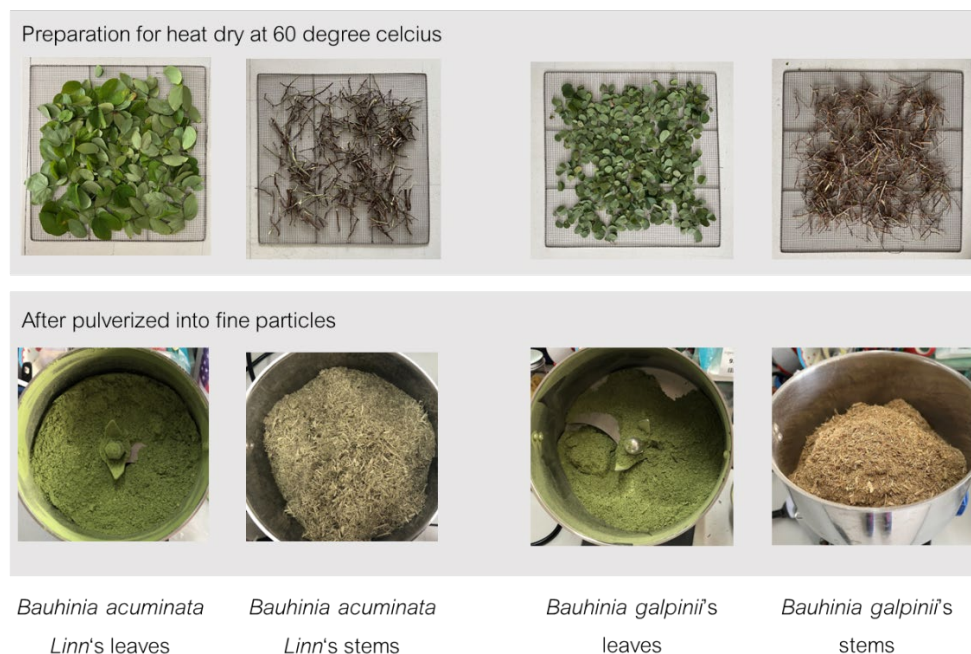 Preparation for heat dry at 60 degree celcius
After pulverized into fine particles
Bauhinia acuminata
Linn‘s leaves
Bauhinia acuminata
Linn‘s stems
Bauhinia galpinii’s
leaves
Bauhinia galpinii’s
stems